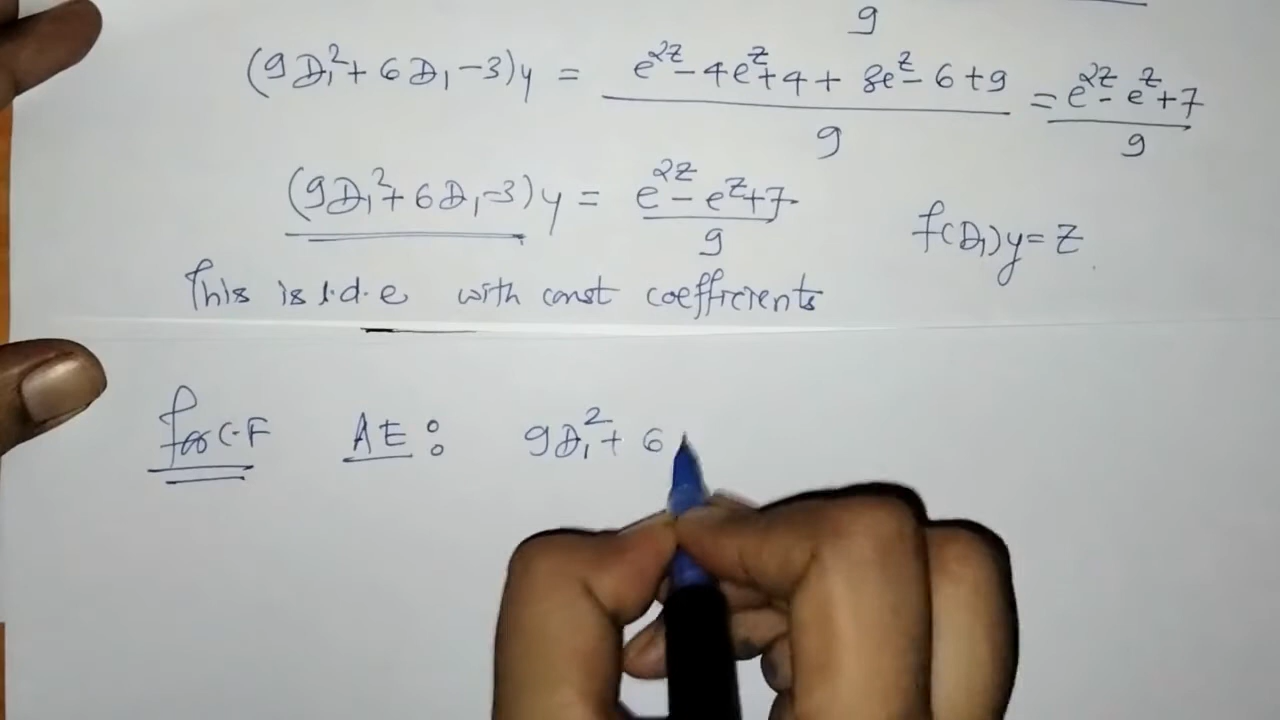 9
(9D₁²+6D₁-3)y = (e^{2z}-4e^z+4+3e^z-6+9)/9 = (e^{2z}-e^z+7)/9
(9D₁²+6D₁-3)y = (e^{2z}-e^z+7)/9 f(D₁)y=z
This is l.d.e with const coefficients
for C.F AE: 9D₁²+6